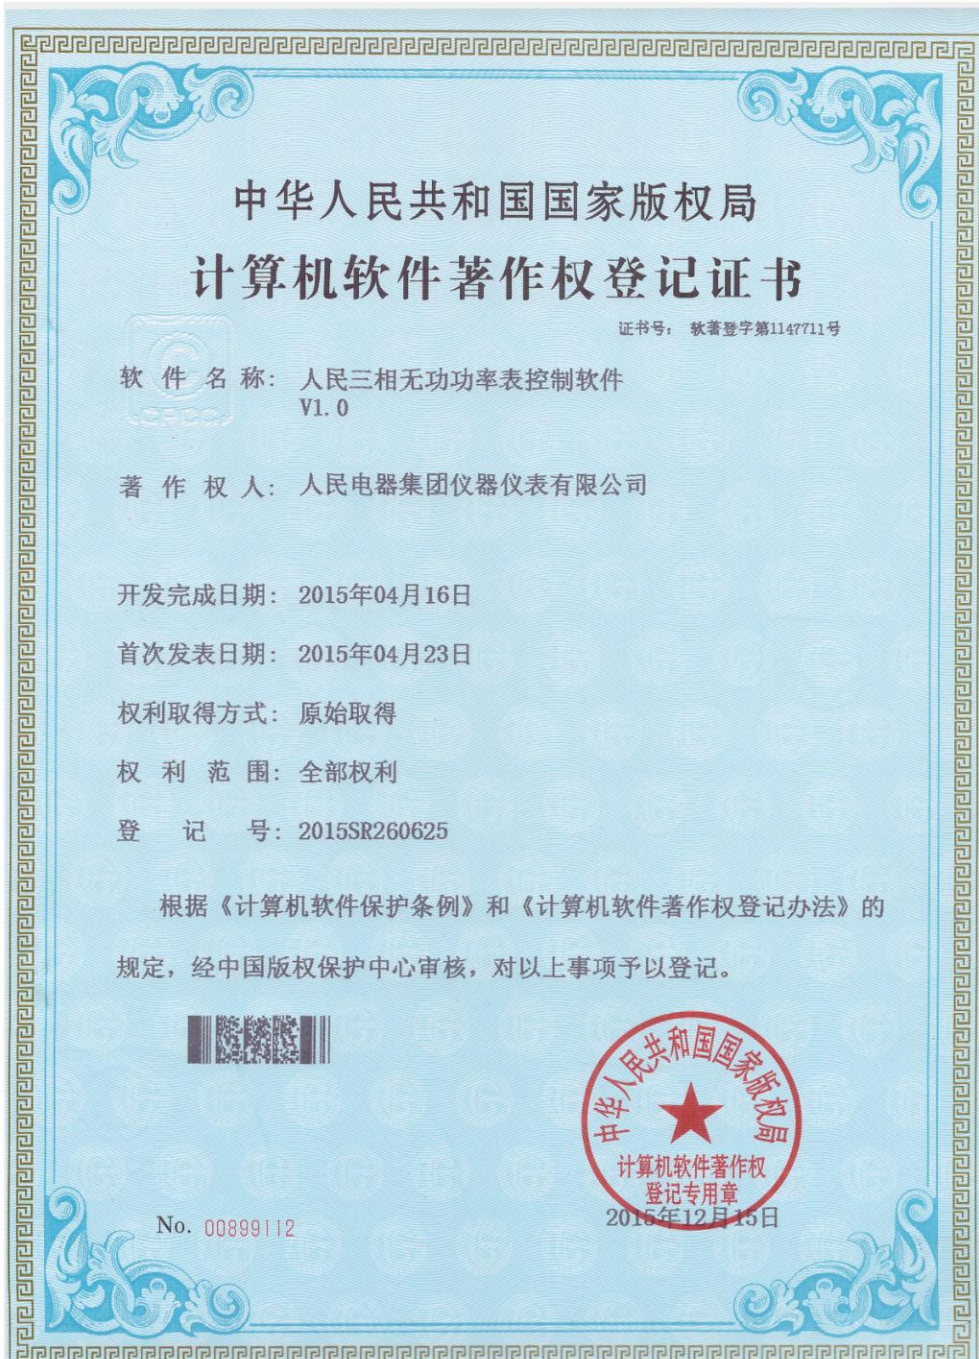 中华人民共和国国家版权局
计算机软件著作权登记证书
证书号： 软著登字第1147711号
软件名称： 人民三相无功功率表控制软件
V1.0
著作权人： 人民电器集团仪器仪表有限公司
开发完成日期： 2015年04月16日
首次发表日期： 2015年04月23日
权利取得方式： 原始取得
权利范围： 全部权利
登记号： 2015SR260625
根据《计算机软件保护条例》和《计算机软件著作权登记办法》的
规定，经中国版权保护中心审核，对以上事项予以登记。
中华人民共和国国家版权局
计算机软件著作权
登记专用章
2015年12月15日
No. 00899112